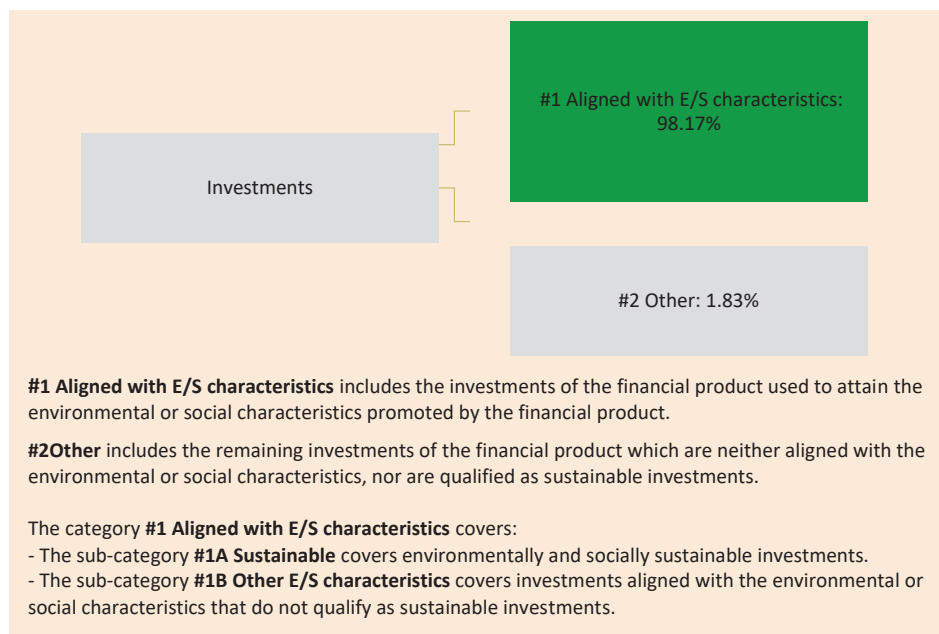 #1 Aligned with E/S characteristics:
98.17%
Investments
#2 Other: 1.83%
#1 Aligned with E/S characteristics includes the investments of the financial product used to attain the
environmental or social characteristics promoted by the financial product.
#2Other includes the remaining investments of the financial product which are neither aligned with the
environmental or social characteristics, nor are qualified as sustainable investments.
The category #1 Aligned with E/S characteristics covers:
- The sub-category #1A Sustainable covers environmentally and socially sustainable investments.
- The sub-category #1B Other E/S characteristics covers investments aligned with the environmental or
social characteristics that do not qualify as sustainable investments.